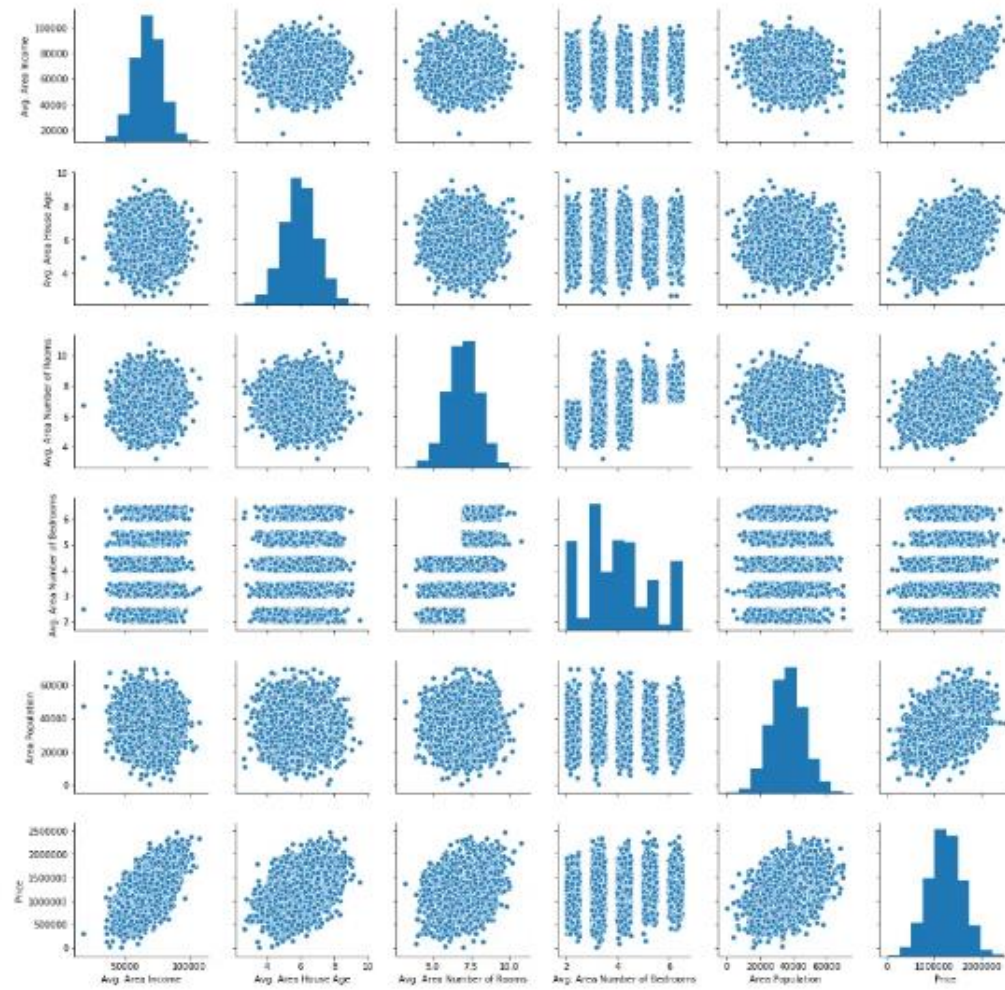 100000
80000
60000
40000
20000
Avg. Area Income
10
8
6
4
Avg. Area House Age
10
8
6
4
Avg. Area Number of Rooms
6
5
4
3
2
Avg. Area Number of Bedrooms
60000
40000
20000
0
Area Population
2500000
2000000
1500000
1000000
500000
0
Price
50000 100000
Avg. Area Income
4 6 8 10
Avg. Area House Age
5.0 7.5 10.0
Avg. Area Number of Rooms
2 4 6
Avg. Area Number of Bedrooms
0 20000 40000 60000
Area Population
0 1000000 2000000
Price